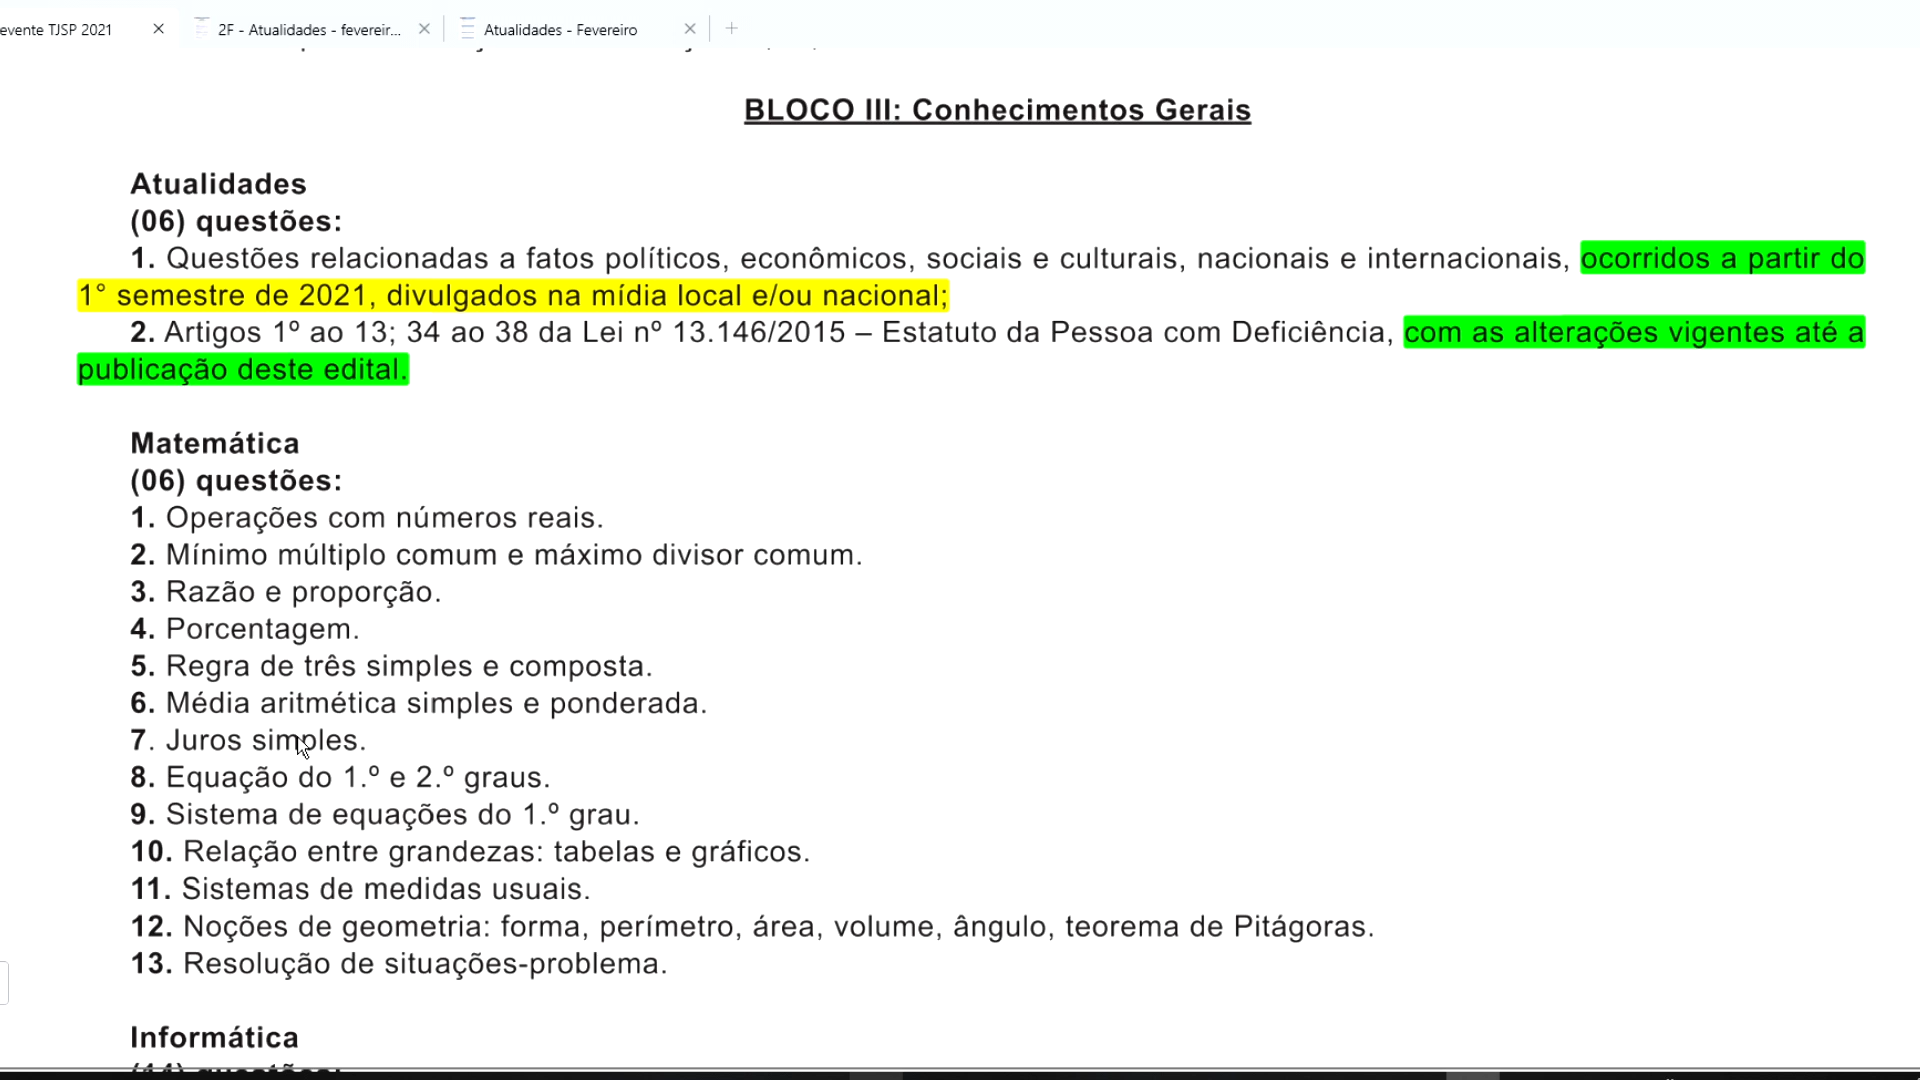 evente TJSP 2021
2F - Atualidades - fevereir...
Atualidades - Fevereiro
BLOCO III: Conhecimentos Gerais
Atualidades
(06) questões:
1. Questões relacionadas a fatos políticos, econômicos, sociais e culturais, nacionais e internacionais, ocorridos a partir do
1° semestre de 2021, divulgados na mídia local e/ou nacional;
2. Artigos 1º ao 13; 34 ao 38 da Lei nº 13.146/2015 – Estatuto da Pessoa com Deficiência, com as alterações vigentes até a
publicação deste edital.
Matemática
(06) questões:
1. Operações com números reais.
2. Mínimo múltiplo comum e máximo divisor comum.
3. Razão e proporção.
4. Porcentagem.
5. Regra de três simples e composta.
6. Média aritmética simples e ponderada.
7. Juros simples.
8. Equação do 1.º e 2.º graus.
9. Sistema de equações do 1.º grau.
10. Relação entre grandezas: tabelas e gráficos.
11. Sistemas de medidas usuais.
12. Noções de geometria: forma, perímetro, área, volume, ângulo, teorema de Pitágoras.
13. Resolução de situações-problema.
Informática
(14) questões: